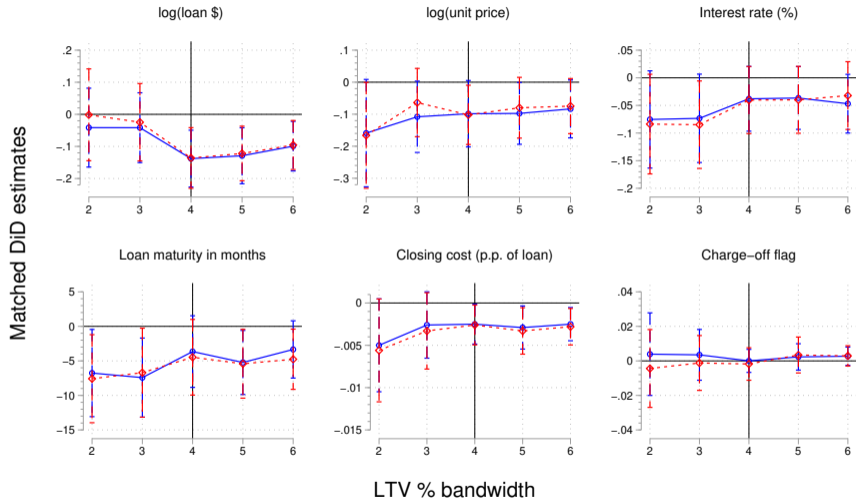 log(loan $)
.2
.1
0
−.1
−.2
2 3 4 5 6
log(unit price)
.1
0
−.1
−.2
−.3
2 3 4 5 6
Interest rate (%)
.05
0
−.05
−.1
−.15
−.2
2 3 4 5 6
Loan maturity in months
5
0
−5
−10
−15
2 3 4 5 6
Closing cost (p.p. of loan)
0
−.005
−.01
−.015
2 3 4 5 6
Charge−off flag
.04
.02
0
−.02
−.04
2 3 4 5 6
Matched DiD estimates
LTV % bandwidth